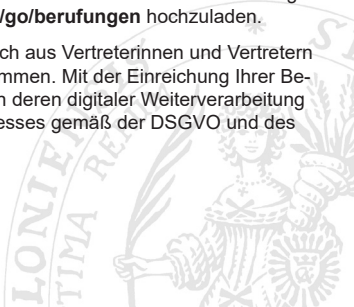 /go/berufungen hochzuladen.
ch aus Vertreterinnen und Vertretern
ammen. Mit der Einreichung Ihrer Be-
n deren digitaler Weiterverarbeitung
esses gemäß der DSGVO und des